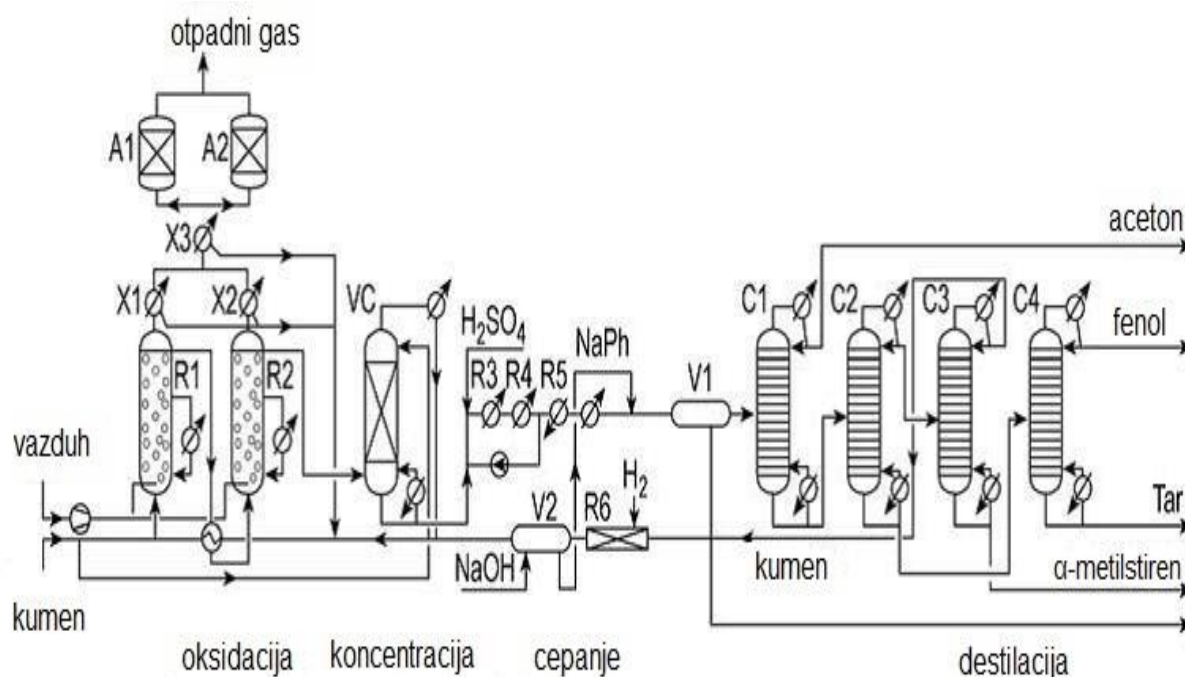 otpadni gas
A1
A2
X3
X1
X2
VC
R1
R2
H2SO4
R3
R4
R5
NaPh
V1
C1
C2
C3
C4
aceton
fenol
vazduh
kumen
V2
R6
H2
NaOH
kumen
Tar
α-metilstiren
oksidacija
koncentracija
cepanje
destilacija